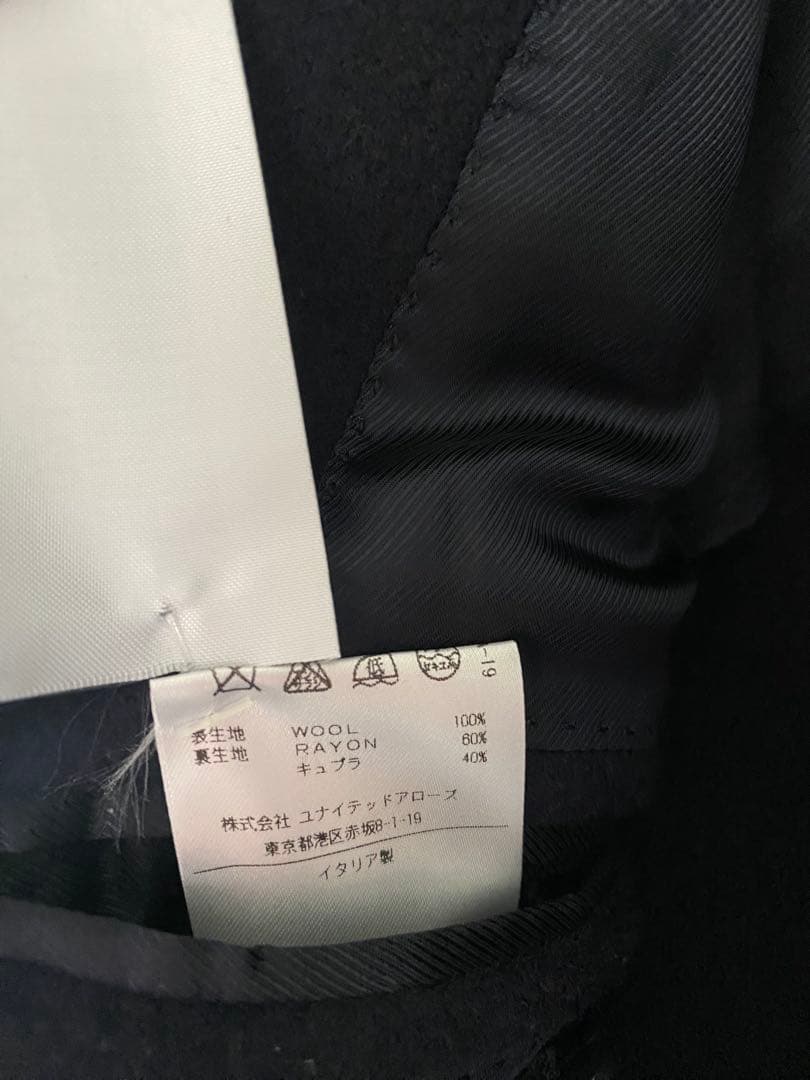 低
-19
表生地 WOOL 100%
裏生地 RAYON 60%
キュプラ 40%
株式会社 ユナイテッドアローズ
東京都港区赤坂8-1-19
イタリア製